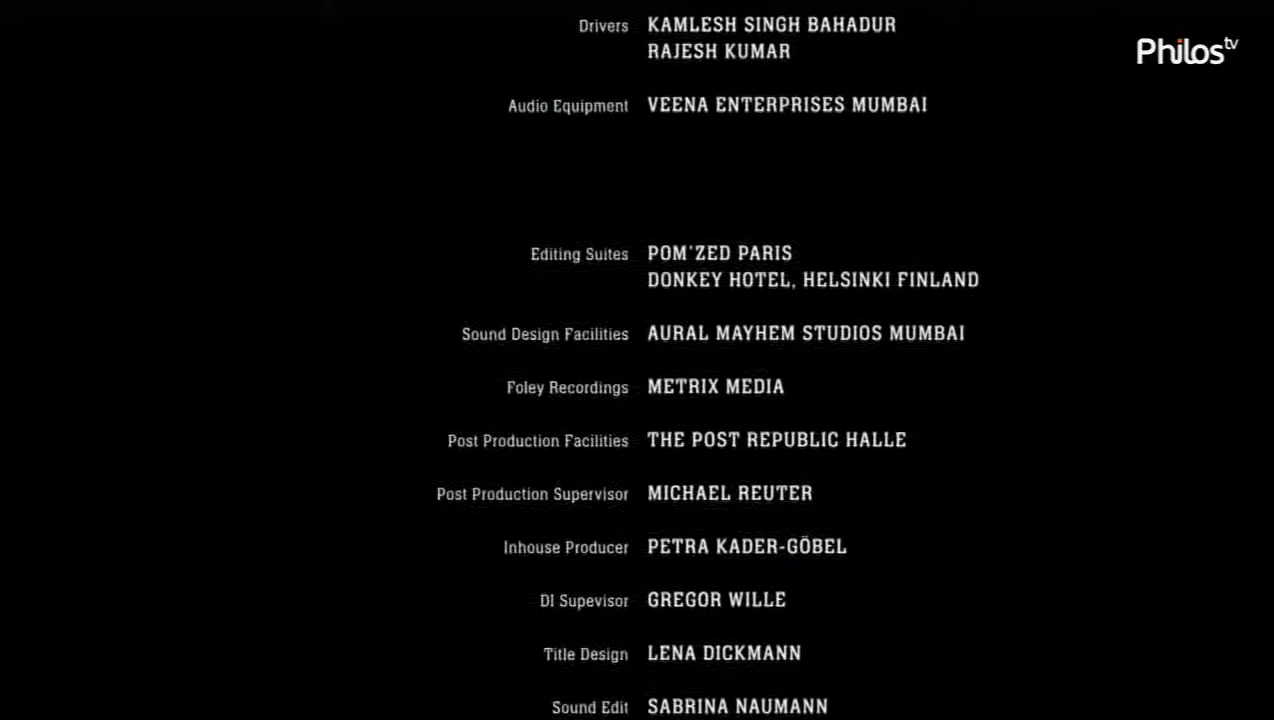 Drivers KAMLESH SINGH BAHADUR
RAJESH KUMAR
Philos tv
Audio Equipment VEENA ENTERPRISES MUMBAI
Editing Suites POM'ZED PARIS
DONKEY HOTEL, HELSINKI FINLAND
Sound Design Facilities AURAL MAYHEM STUDIOS MUMBAI
Foley Recordings METRIX MEDIA
Post Production Facilities THE POST REPUBLIC HALLE
Post Production Supervisor MICHAEL REUTER
Inhouse Producer PETRA KADER-GÖBEL
DI Supevisor GREGOR WILLE
Title Design LENA DICKMANN
Sound Edit SABRINA NAUMANN